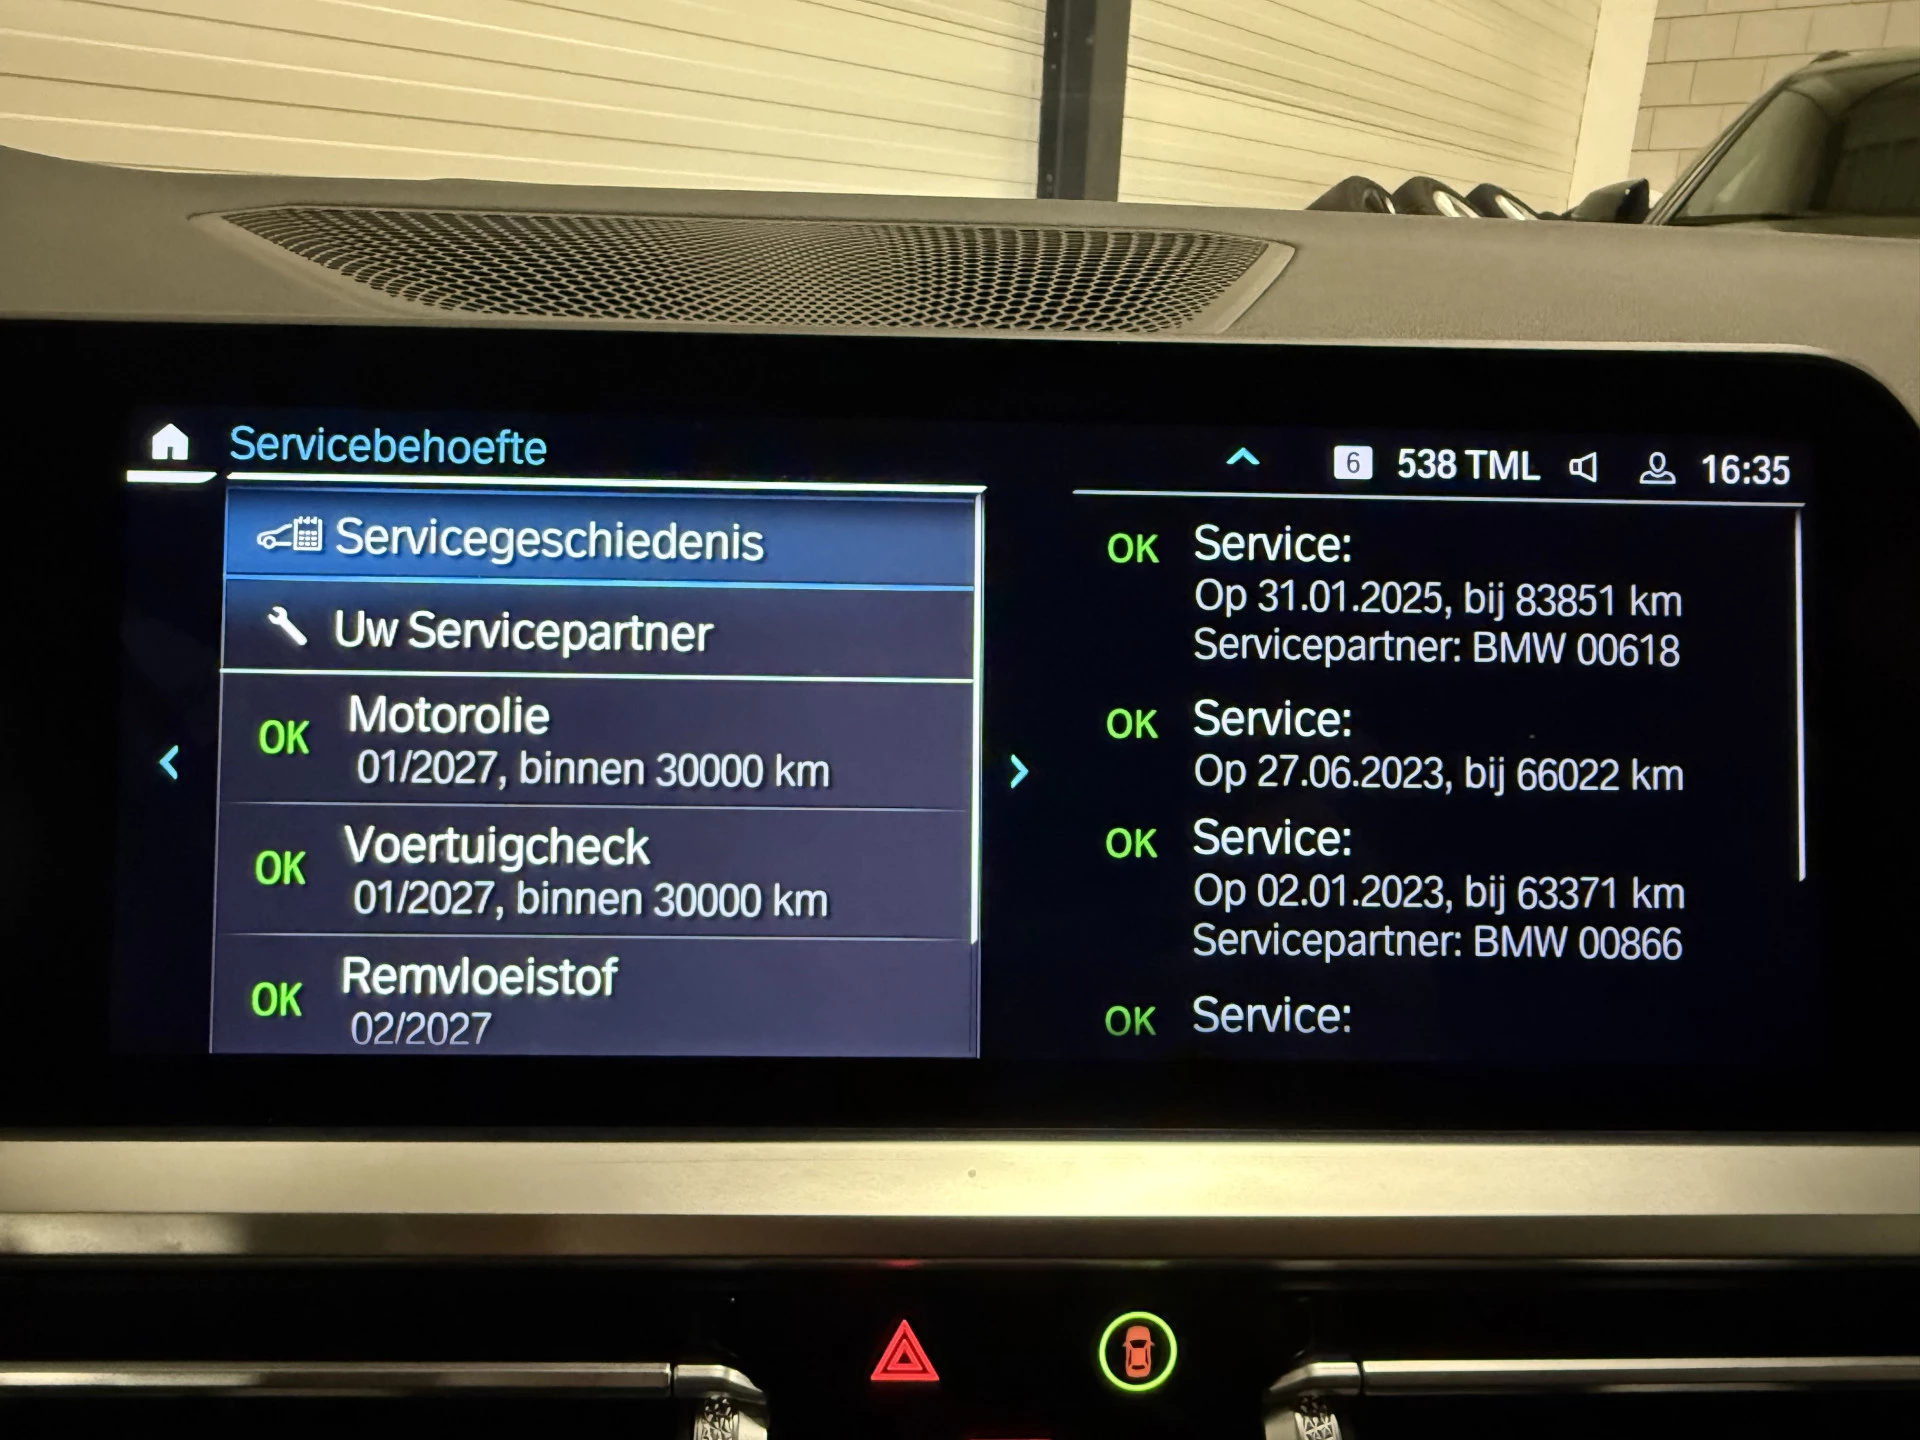 Servicebehoefte
6 538 TML 16:35
Servicegeschiedenis
Uw Servicepartner
OK Motorolie
01/2027, binnen 30000 km
OK Voertuigcheck
01/2027, binnen 30000 km
OK Remvloeistof
02/2027
OK Service:
Op 31.01.2025, bij 83851 km
Servicepartner: BMW 00618
OK Service:
Op 27.06.2023, bij 66022 km
OK Service:
Op 02.01.2023, bij 63371 km
Servicepartner: BMW 00866
OK Service: